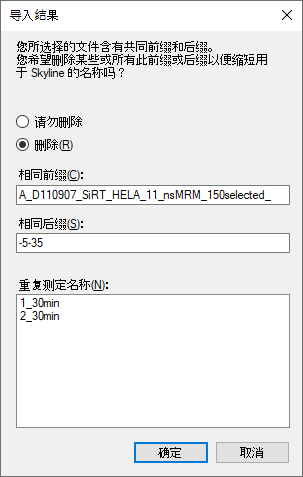 导入结果
您所选择的文件含有共同前缀和后缀。
您希望删除某些或所有此前缀或后缀以便缩短用
于 Skyline 的名称吗？
请勿删除
删除(R)
相同前缀(C):
A_D110907_SiRT_HELA_11_nsMRM_150selected_
相同后缀(S):
-5-35
重复测定名称(N):
1_30min
2_30min
确定
取消